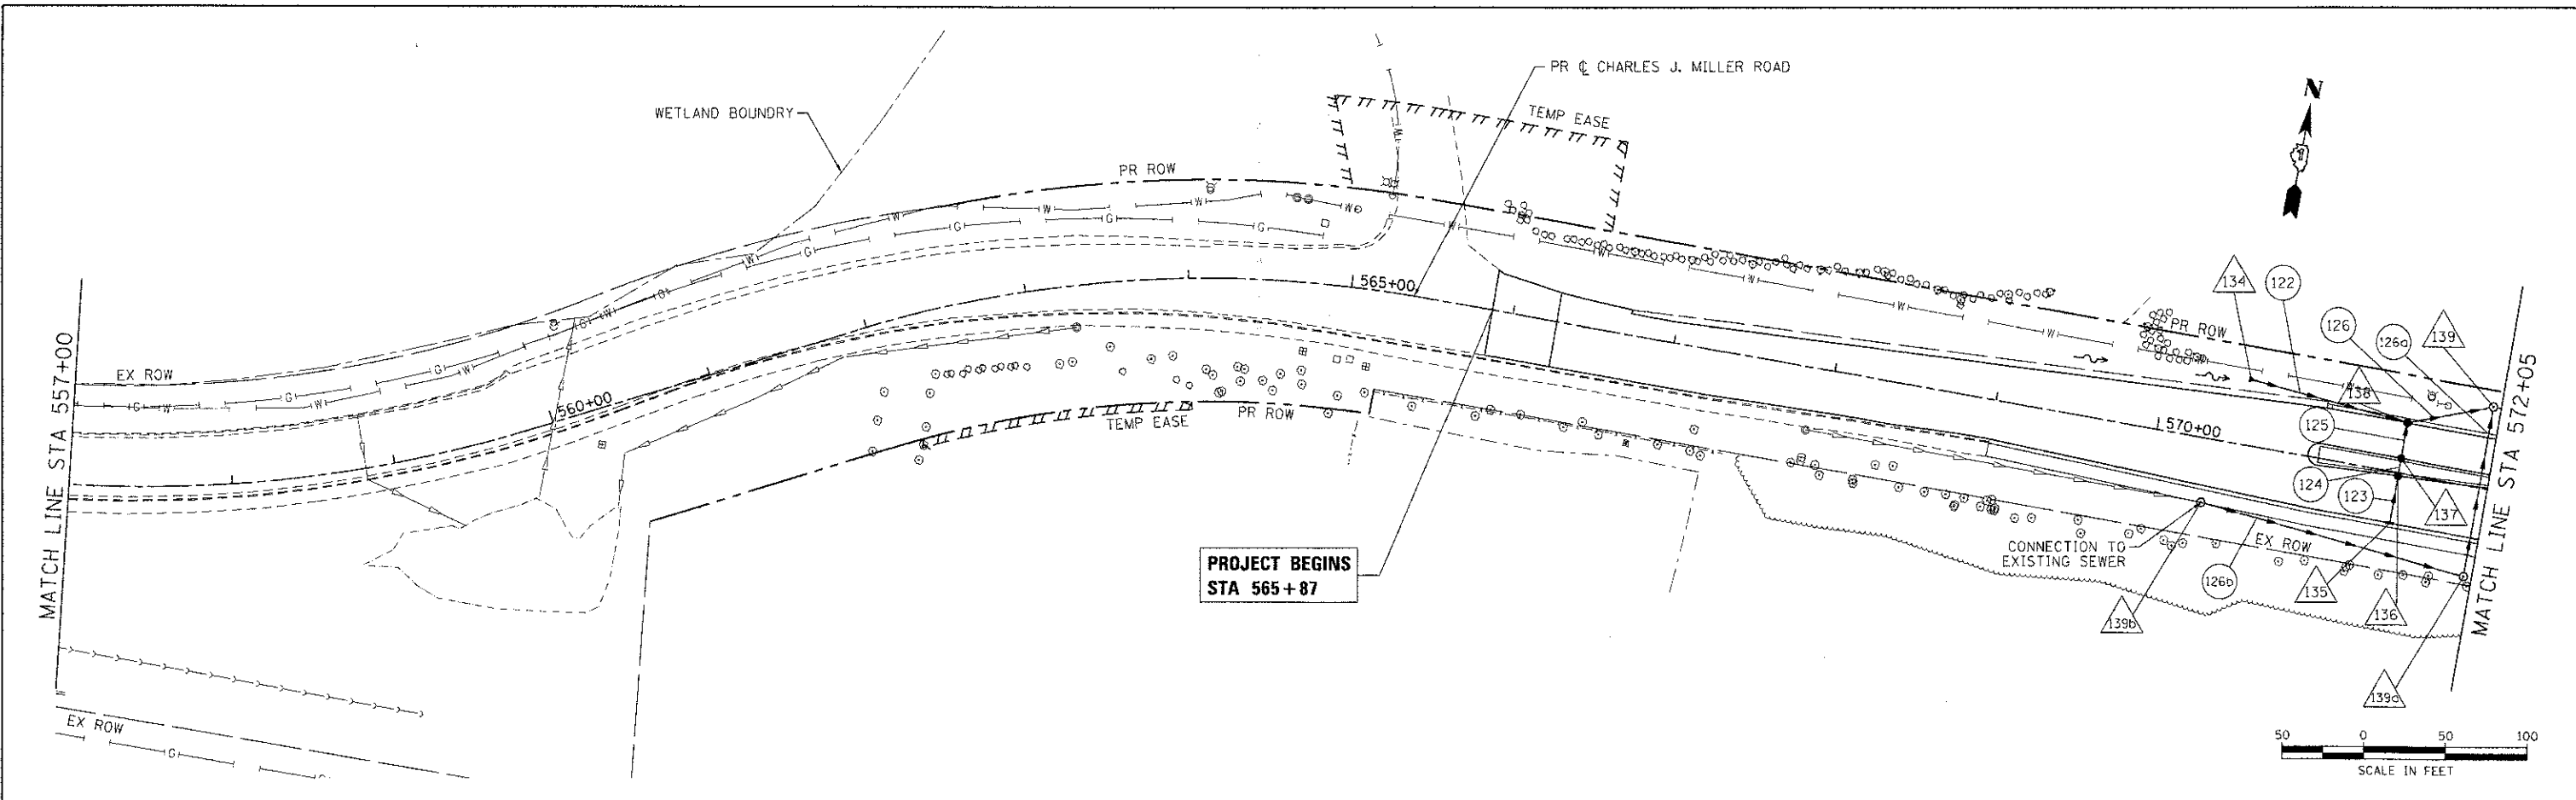 PR ℄ CHARLES J. MILLER ROAD
WETLAND BOUNDRY
TEMP EASE
N
PR ROW
W
W
W
W
W
G
G
G
G
W
G
W
G
W
W
W
W
W
W
W
565+00
134
122
126
126a
139
PR ROW
138
MATCH LINE STA 557+00
EX ROW
G
W
G
W
G
W
560+00
TEMP EASE
PR ROW
570+00
125
124
123
137
MATCH LINE STA 572+05
PROJECT BEGINS
STA 565+87
CONNECTION TO
EXISTING SEWER
EX ROW
126b
135
136
139b
139a
EX ROW
G
G
50 0 50 100
SCALE IN FEET